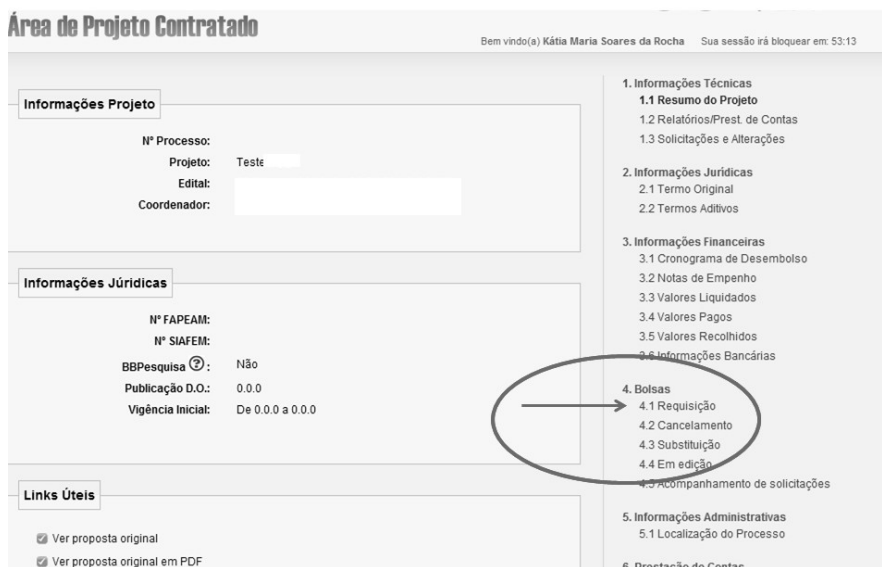 Área de Projeto Contratado
Bem vindo(a) Kátia Maria Soares da Rocha Sua sessão irá bloquear em: 53:13
Informações Projeto
Nº Processo:
Projeto: Teste
Edital:
Coordenador:
Informações Júridicas
Nº FAPEAM:
Nº SIAFEM:
BBPesquisa ? : Não
Publicação D.O.: 0.0.0
Vigência Inicial: De 0.0.0 a 0.0.0
Links Úteis
Ver proposta original
Ver proposta original em PDF
1. Informações Técnicas
1.1 Resumo do Projeto
1.2 Relatórios/Prest. de Contas
1.3 Solicitações e Alterações
2. Informações Jurídicas
2.1 Termo Original
2.2 Termos Aditivos
3. Informações Financeiras
3.1 Cronograma de Desembolso
3.2 Notas de Empenho
3.3 Valores Liquidados
3.4 Valores Pagos
3.5 Valores Recolhidos
3.6 Informações Bancárias
4. Bolsas
4.1 Requisição
4.2 Cancelamento
4.3 Substituição
4.4 Em edição
4.5 Acompanhamento de solicitações
5. Informações Administrativas
5.1 Localização do Processo
6. Prestação de Contas